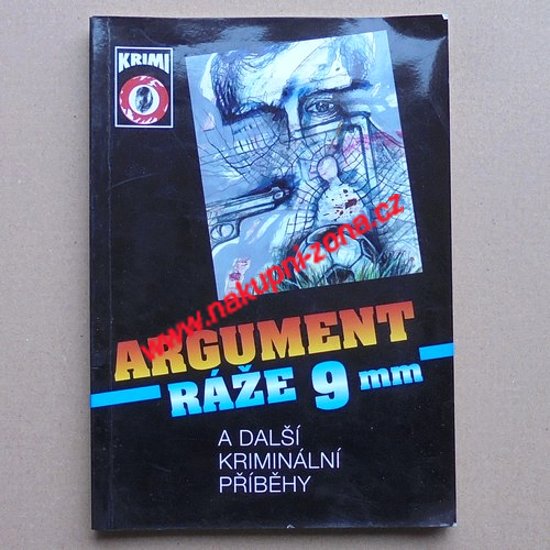 KRIMI
www.nakupni-zona.cz
ARGUMENT
RÁŽE 9 mm
A DALŠÍ
KRIMINÁLNÍ
PŘÍBĚHY